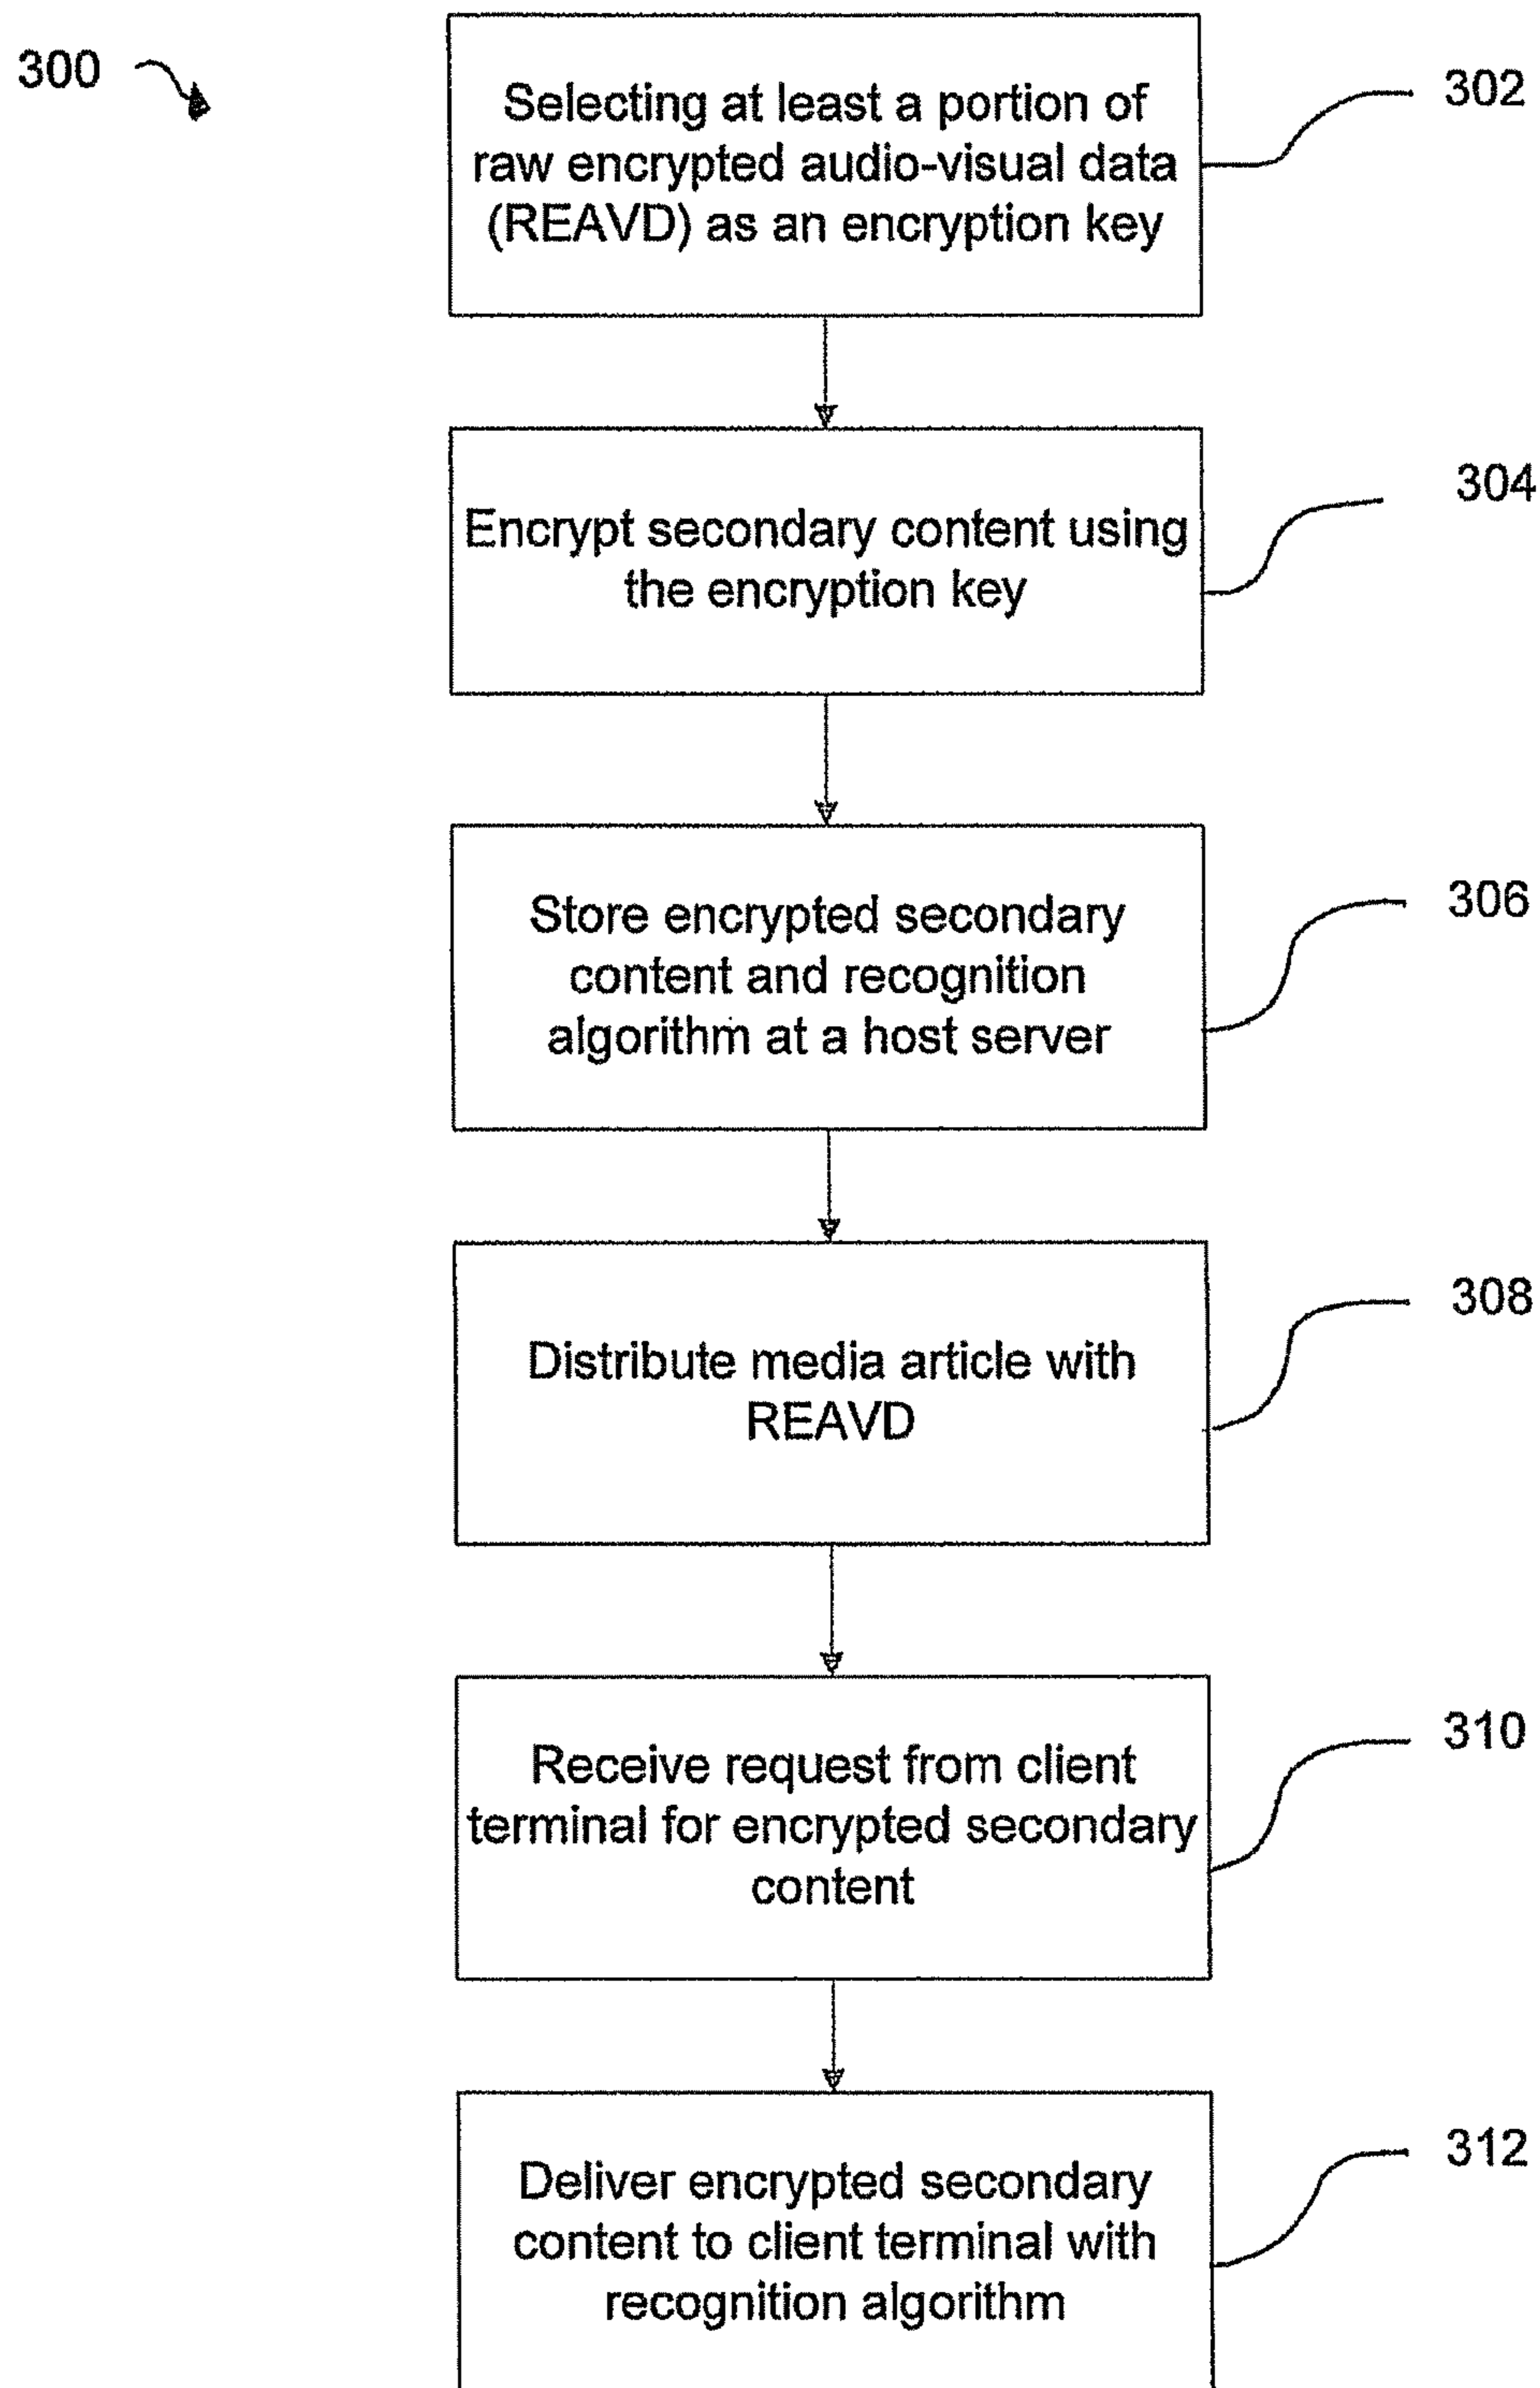 300
302
Selecting at least a portion of
raw encrypted audio-visual data
(REAVD) as an encryption key
304
Encrypt secondary content using
the encryption key
306
Store encrypted secondary
content and recognition
algorithm at a host server
308
Distribute media article with
REAVD
310
Receive request from client
terminal for encrypted secondary
content
312
Deliver encrypted secondary
content to client terminal with
recognition algorithm